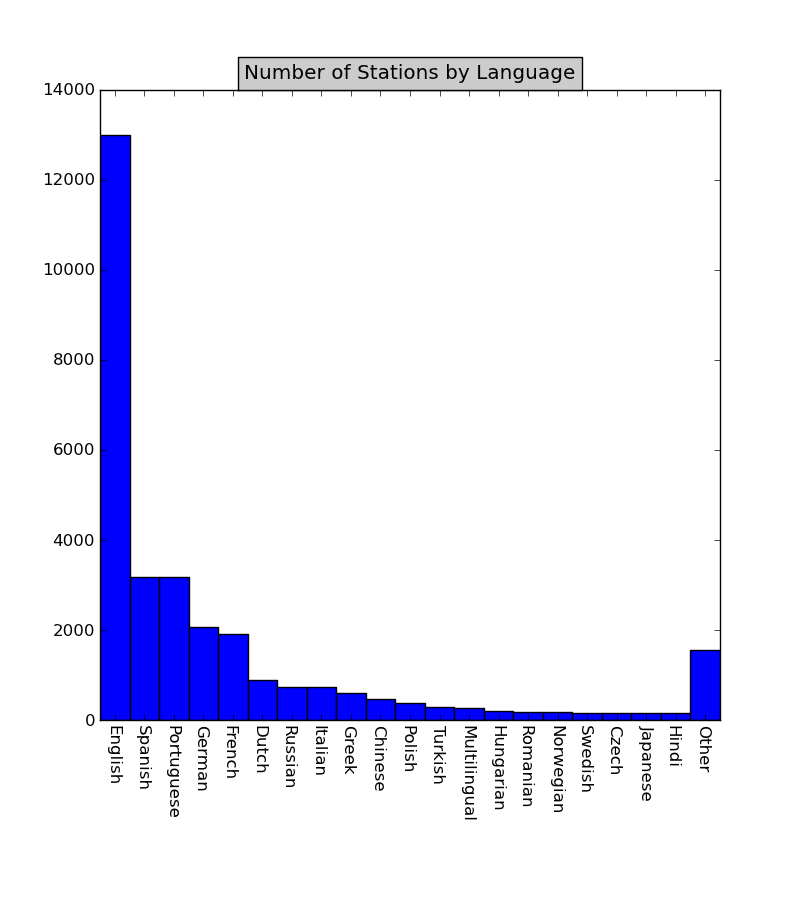 Number of Stations by Language
14000
12000
10000
8000
6000
4000
2000
0
English
Spanish
Portuguese
German
French
Dutch
Russian
Italian
Greek
Chinese
Polish
Turkish
Multilingual
Hungarian
Romanian
Norwegian
Swedish
Czech
Japanese
Hindi
Other